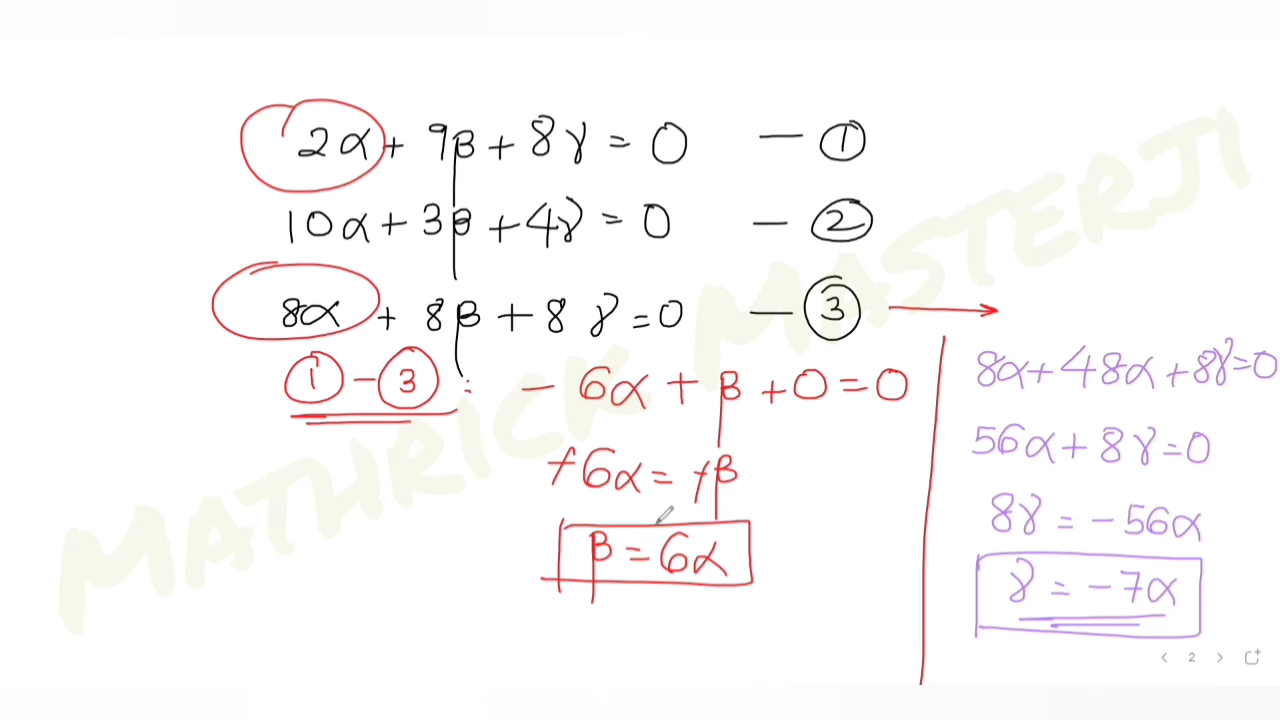 2α + 9β + 8γ = 0 — ①
10α + 3β + 4γ = 0 — ②
8α + 8β + 8γ = 0 — ③
① - ③ : - 6α + β + 0 = 0
+6α = +β
β = 6α
8α + 48α + 8γ = 0
56α + 8γ = 0
8γ = -56α
γ = -7α
MATHRICK MASTERJI
< 2 >